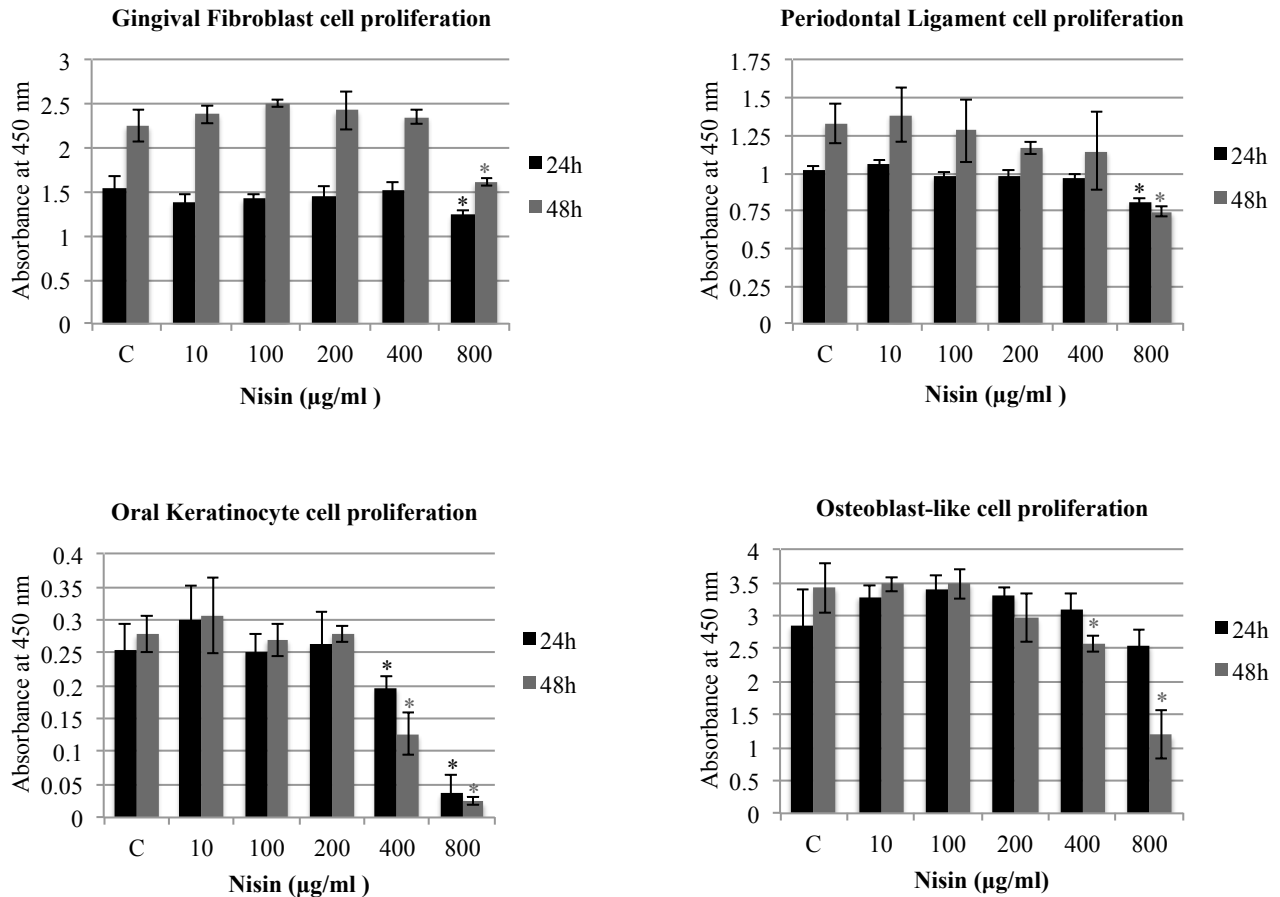 Gingival Fibroblast cell proliferation
Absorbance at 450 nm
3
2.5
2
1.5
1
0.5
0
* *
C 10 100 200 400 800
Nisin (µg/ml )
24h
48h
Periodontal Ligament cell proliferation
Absorbance at 450 nm
1.75
1.5
1.25
1
0.75
0.5
0.25
0
* *
C 10 100 200 400 800
Nisin (µg/ml )
24h
48h
Oral Keratinocyte cell proliferation
Absorbance at 450 nm
0.4
0.35
0.3
0.25
0.2
0.15
0.1
0.05
0
* * * *
C 10 100 200 400 800
Nisin (µg/ml )
24h
48h
Osteoblast-like cell proliferation
Absorbance at 450 nm
4
3.5
3
2.5
2
1.5
1
0.5
0
* *
C 10 100 200 400 800
Nisin (µg/ml)
24h
48h